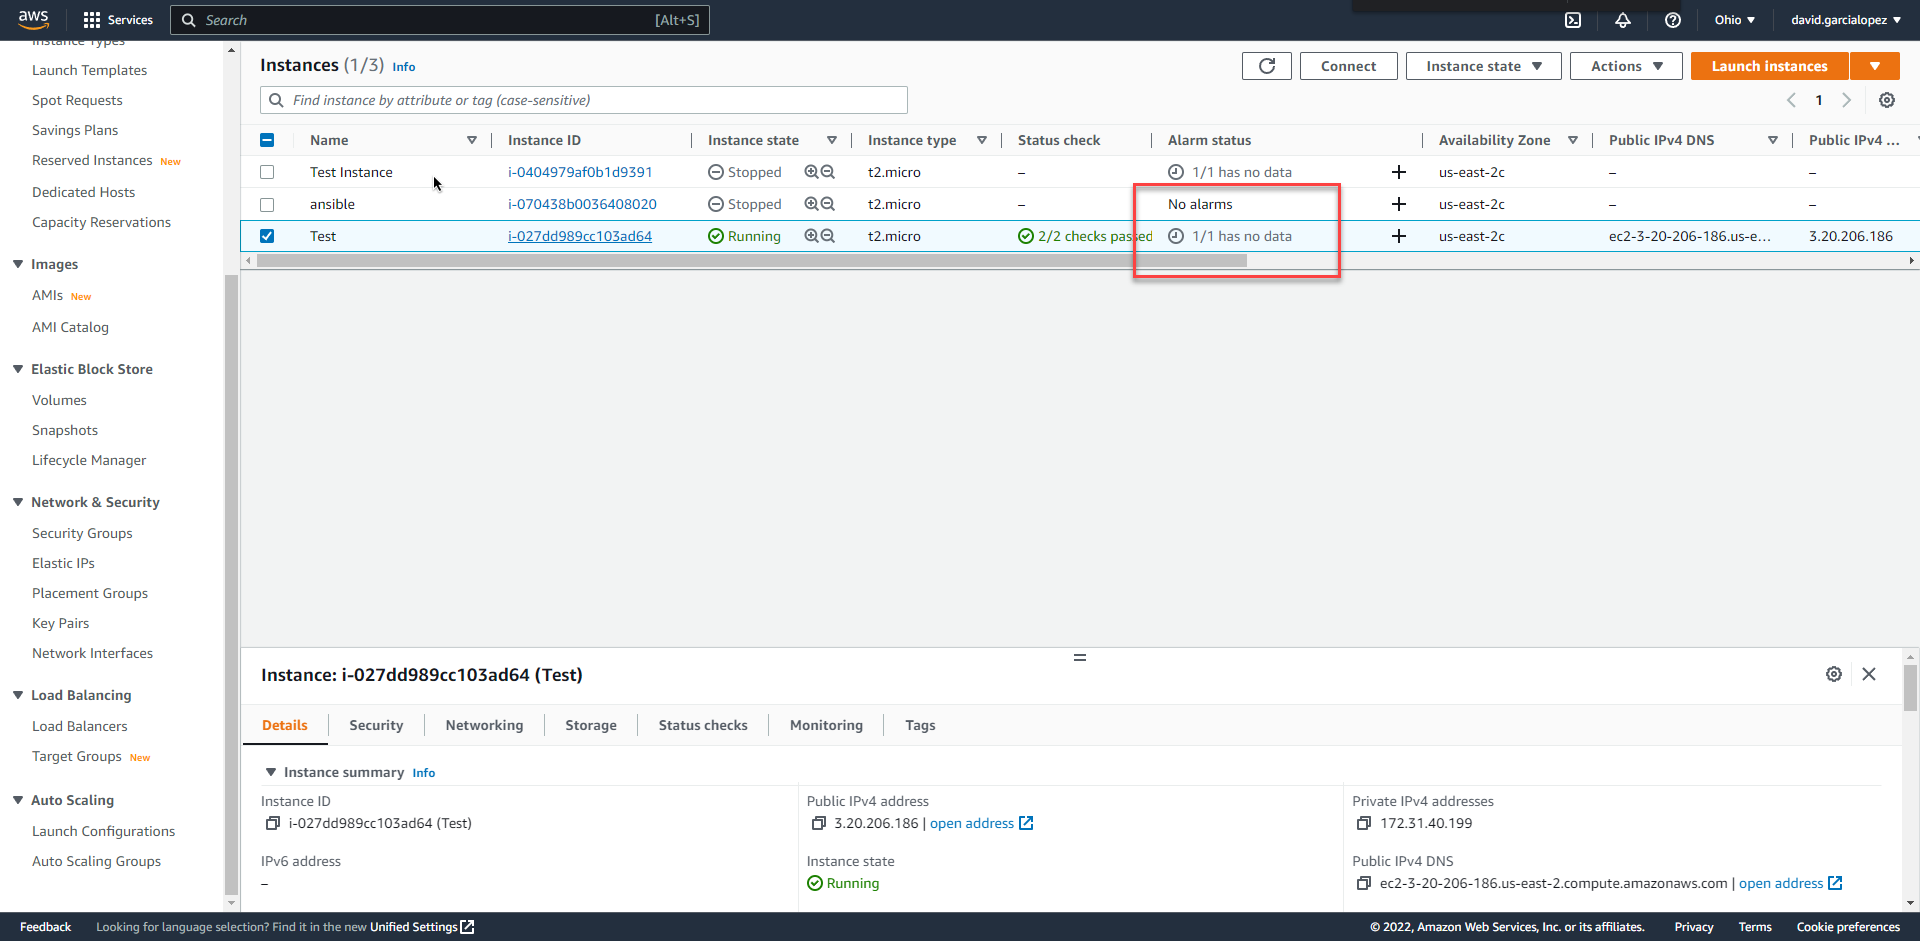 aws
Services
Search
[Alt+S]
Ohio
david.garcialopez
Instance Types
Launch Templates
Spot Requests
Savings Plans
Reserved Instances New
Dedicated Hosts
Capacity Reservations
Images
AMIs New
AMI Catalog
Elastic Block Store
Volumes
Snapshots
Lifecycle Manager
Network & Security
Security Groups
Elastic IPs
Placement Groups
Key Pairs
Network Interfaces
Load Balancing
Load Balancers
Target Groups New
Auto Scaling
Launch Configurations
Auto Scaling Groups
Instances (1/3) Info
Connect
Instance state
Actions
Launch instances
Find instance by attribute or tag (case-sensitive)
1
Name Instance ID Instance state Instance type Status check Alarm status Availability Zone Public IPv4 DNS Public IPv4 ...
Test Instance i-0404979af0b1d9391 Stopped t2.micro – 1/1 has no data + us-east-2c – –
ansible i-070438b0036408020 Stopped t2.micro – No alarms + us-east-2c – –
Test i-027dd989cc103ad64 Running t2.micro 2/2 checks passed 1/1 has no data + us-east-2c ec2-3-20-206-186.us-e... 3.20.206.186
Instance: i-027dd989cc103ad64 (Test)
Details Security Networking Storage Status checks Monitoring Tags
Instance summary Info
Instance ID
i-027dd989cc103ad64 (Test)
Public IPv4 address
3.20.206.186 | open address
Private IPv4 addresses
172.31.40.199
IPv6 address
–
Instance state
Running
Public IPv4 DNS
ec2-3-20-206-186.us-east-2.compute.amazonaws.com | open address
Feedback
Looking for language selection? Find it in the new Unified Settings
© 2022, Amazon Web Services, Inc. or its affiliates.
Privacy
Terms
Cookie preferences